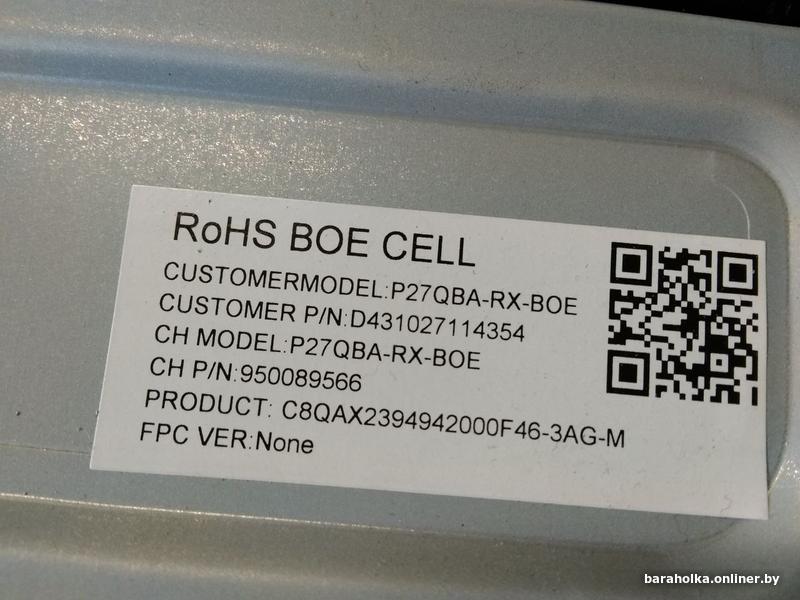 RoHS BOE CELL
CUSTOMERMODEL:P27QBA-RX-BOE
CUSTOMER P/N:D431027114354
CH MODEL:P27QBA-RX-BOE
CH P/N:950089566
PRODUCT: C8QAX2394942000F46-3AG-M
FPC VER:None
baraholka.onliner.by